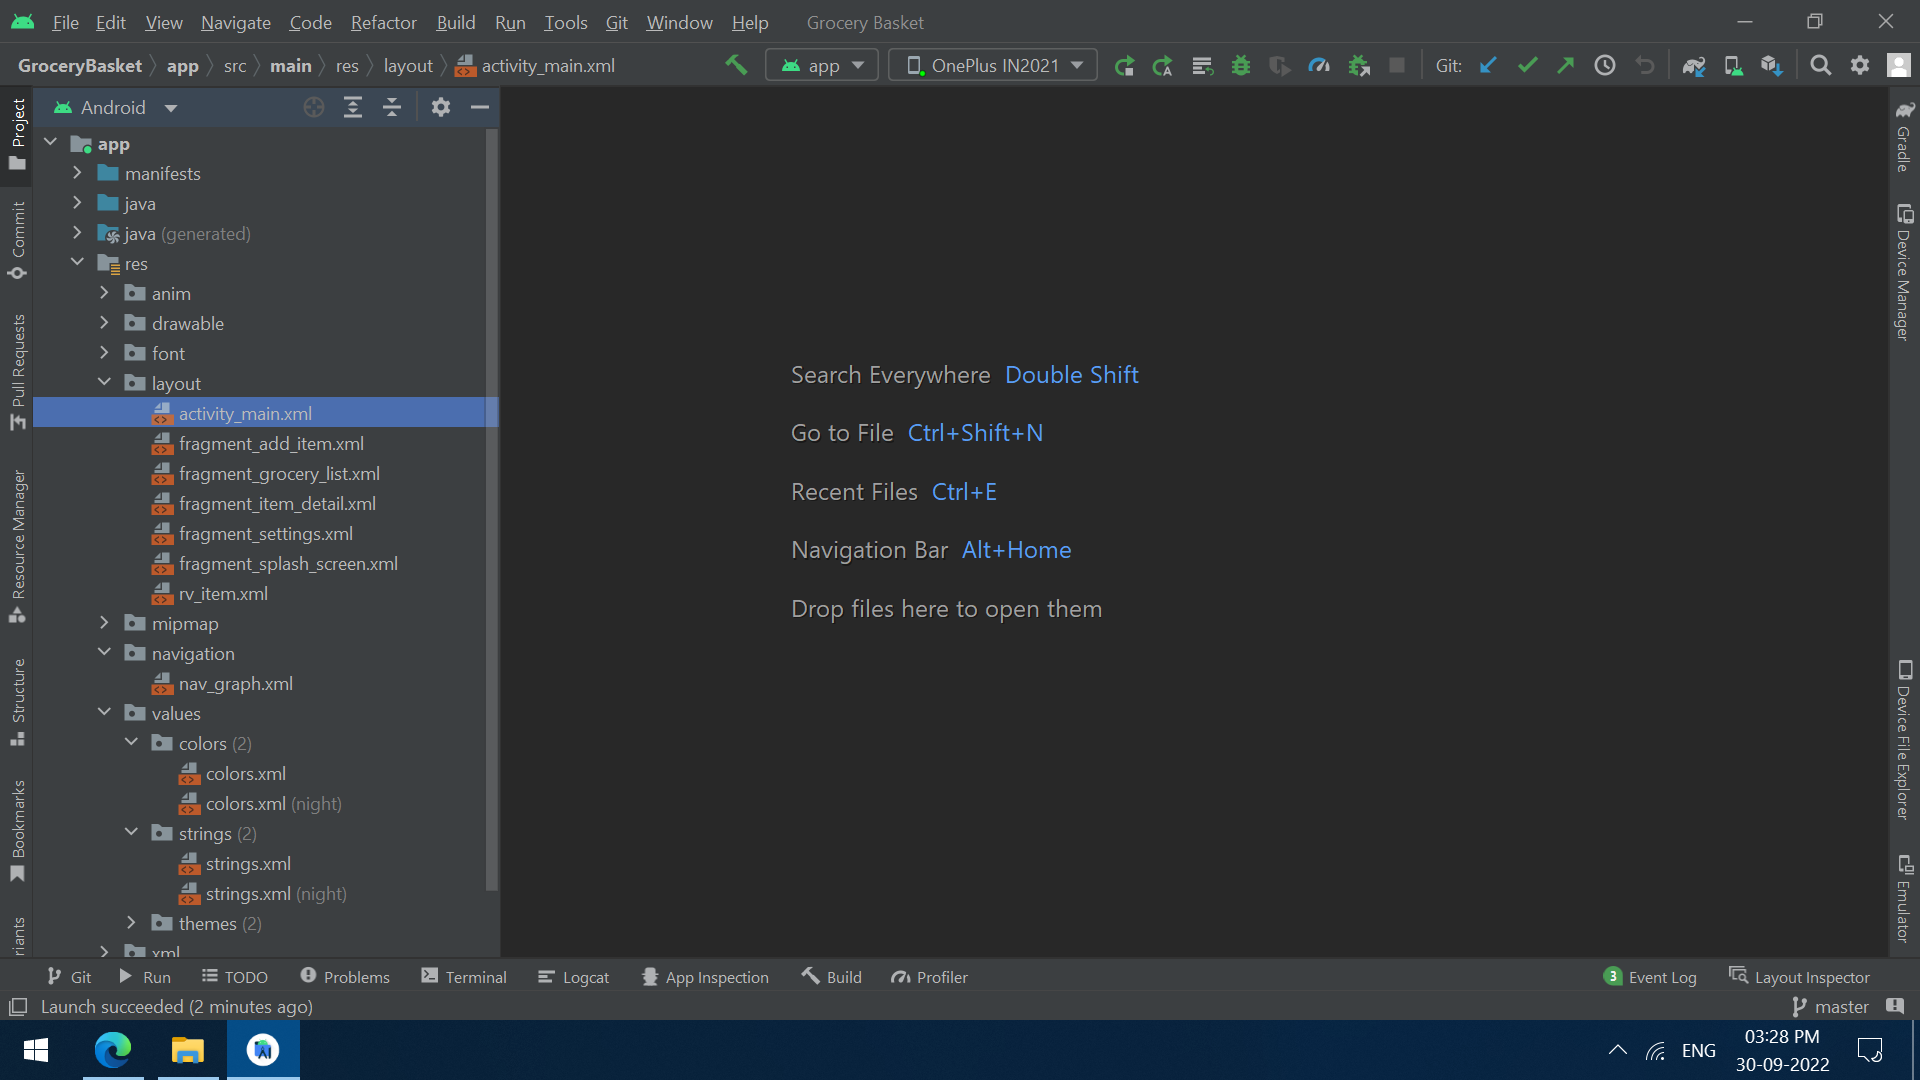 File Edit View Navigate Code Refactor Build Run Tools Git Window Help Grocery Basket
GroceryBasket app src main res layout activity_main.xml app OnePlus IN2021 Git:
Android
Project
Commit
Pull Requests
Resource Manager
Structure
Bookmarks
riants
app
manifests
java
java (generated)
res
anim
drawable
font
layout
activity_main.xml
fragment_add_item.xml
fragment_grocery_list.xml
fragment_item_detail.xml
fragment_settings.xml
fragment_splash_screen.xml
rv_item.xml
mipmap
navigation
nav_graph.xml
values
colors (2)
colors.xml
colors.xml (night)
strings (2)
strings.xml
strings.xml (night)
themes (2)
xml
Search Everywhere Double Shift
Go to File Ctrl+Shift+N
Recent Files Ctrl+E
Navigation Bar Alt+Home
Drop files here to open them
Gradle
Device Manager
Device File Explorer
Emulator
Git Run TODO Problems Terminal Logcat App Inspection Build Profiler 3 Event Log Layout Inspector
Launch succeeded (2 minutes ago) master
ENG
03:28 PM
30-09-2022